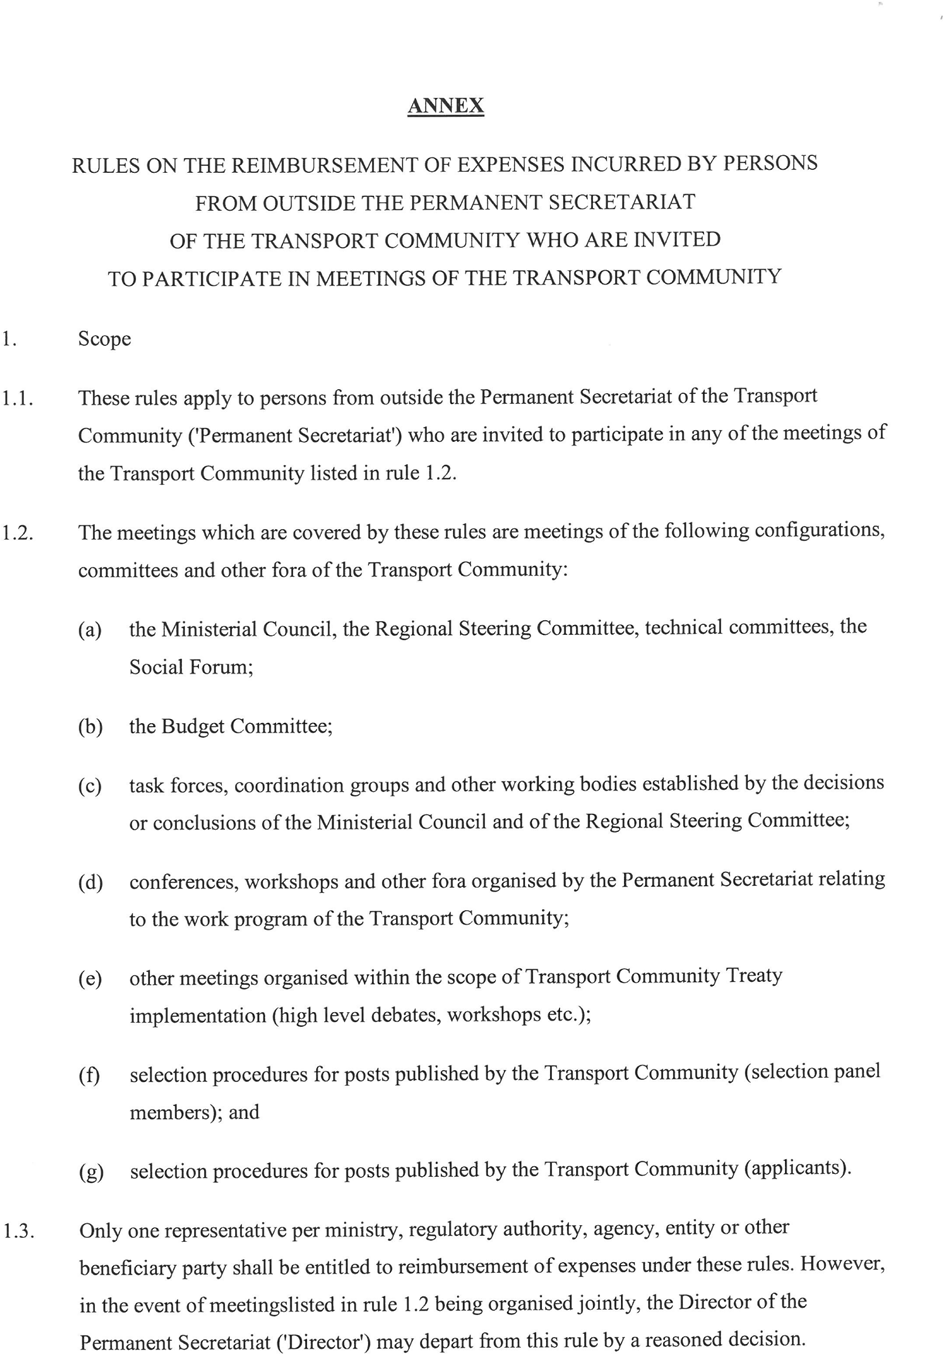 ANNEX
RULES ON THE REIMBURSEMENT OF EXPENSES INCURRED BY PERSONS
FROM OUTSIDE THE PERMANENT SECRETARIAT
OF THE TRANSPORT COMMUNITY WHO ARE INVITED
TO PARTICIPATE IN MEETINGS OF THE TRANSPORT COMMUNITY
1. Scope
1.1. These rules apply to persons from outside the Permanent Secretariat of the Transport
Community ('Permanent Secretariat') who are invited to participate in any of the meetings of
the Transport Community listed in rule 1.2.
1.2. The meetings which are covered by these rules are meetings of the following configurations,
committees and other fora of the Transport Community:
(a) the Ministerial Council, the Regional Steering Committee, technical committees, the
Social Forum;
(b) the Budget Committee;
(c) task forces, coordination groups and other working bodies established by the decisions
or conclusions of the Ministerial Council and of the Regional Steering Committee;
(d) conferences, workshops and other fora organised by the Permanent Secretariat relating
to the work program of the Transport Community;
(e) other meetings organised within the scope of Transport Community Treaty
implementation (high level debates, workshops etc.);
(f) selection procedures for posts published by the Transport Community (selection panel
members); and
(g) selection procedures for posts published by the Transport Community (applicants).
1.3. Only one representative per ministry, regulatory authority, agency, entity or other
beneficiary party shall be entitled to reimbursement of expenses under these rules. However,
in the event of meetingslisted in rule 1.2 being organised jointly, the Director of the
Permanent Secretariat ('Director') may depart from this rule by a reasoned decision.